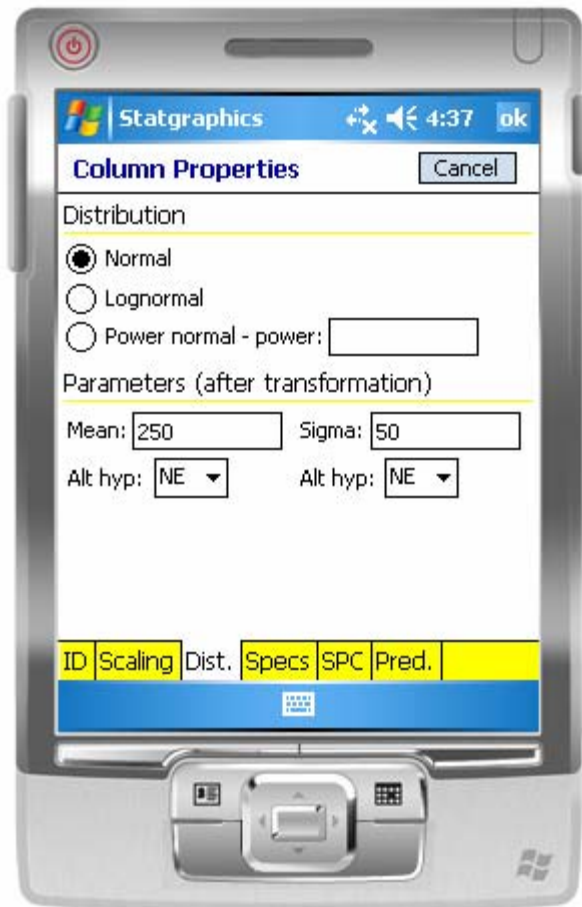 Statgraphics 4:37 ok
Column Properties Cancel
Distribution
Normal
Lognormal
Power normal - power:
Parameters (after transformation)
Mean: 250 Sigma: 50
Alt hyp: NE Alt hyp: NE
ID Scaling Dist. Specs SPC Pred.